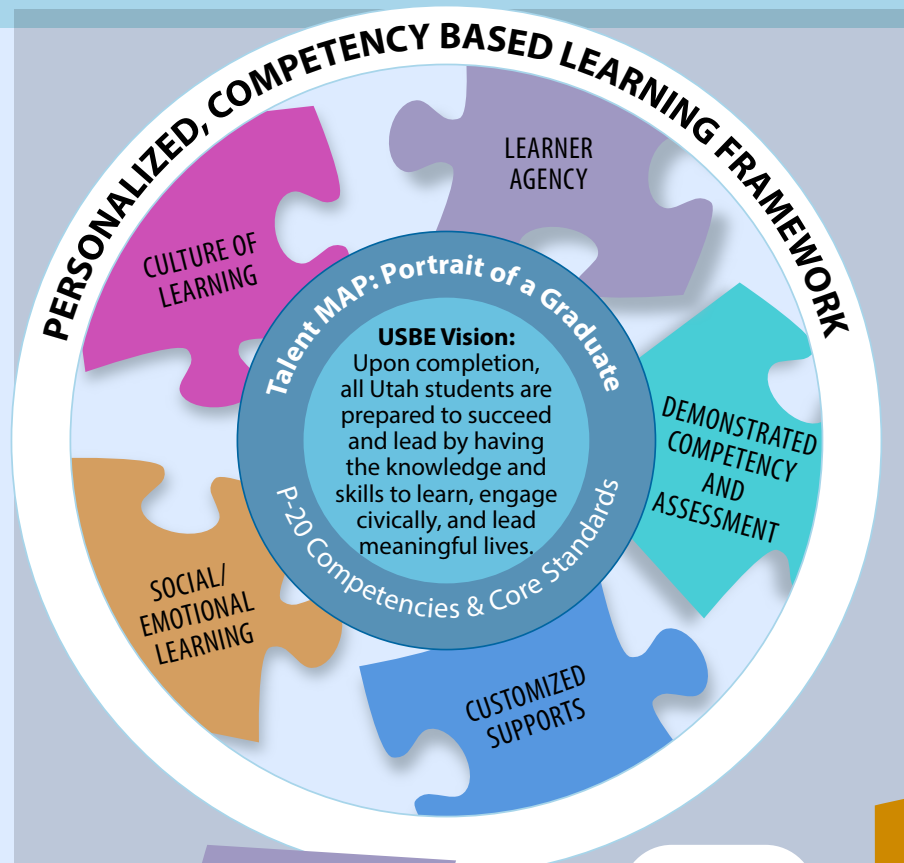 PERSONALIZED, COMPETENCY BASED LEARNING FRAMEWORK
LEARNER
AGENCY
CULTURE OF
LEARNING
Talent MAP: Portrait of a Graduate
USBE Vision:
Upon completion,
all Utah students are
prepared to succeed
and lead by having
the knowledge and
skills to learn, engage
civically, and lead
meaningful lives.
P-20 Competencies & Core Standards
DEMONSTRATED
COMPETENCY
AND
ASSESSMENT
SOCIAL/
EMOTIONAL
LEARNING
CUSTOMIZED
SUPPORTS